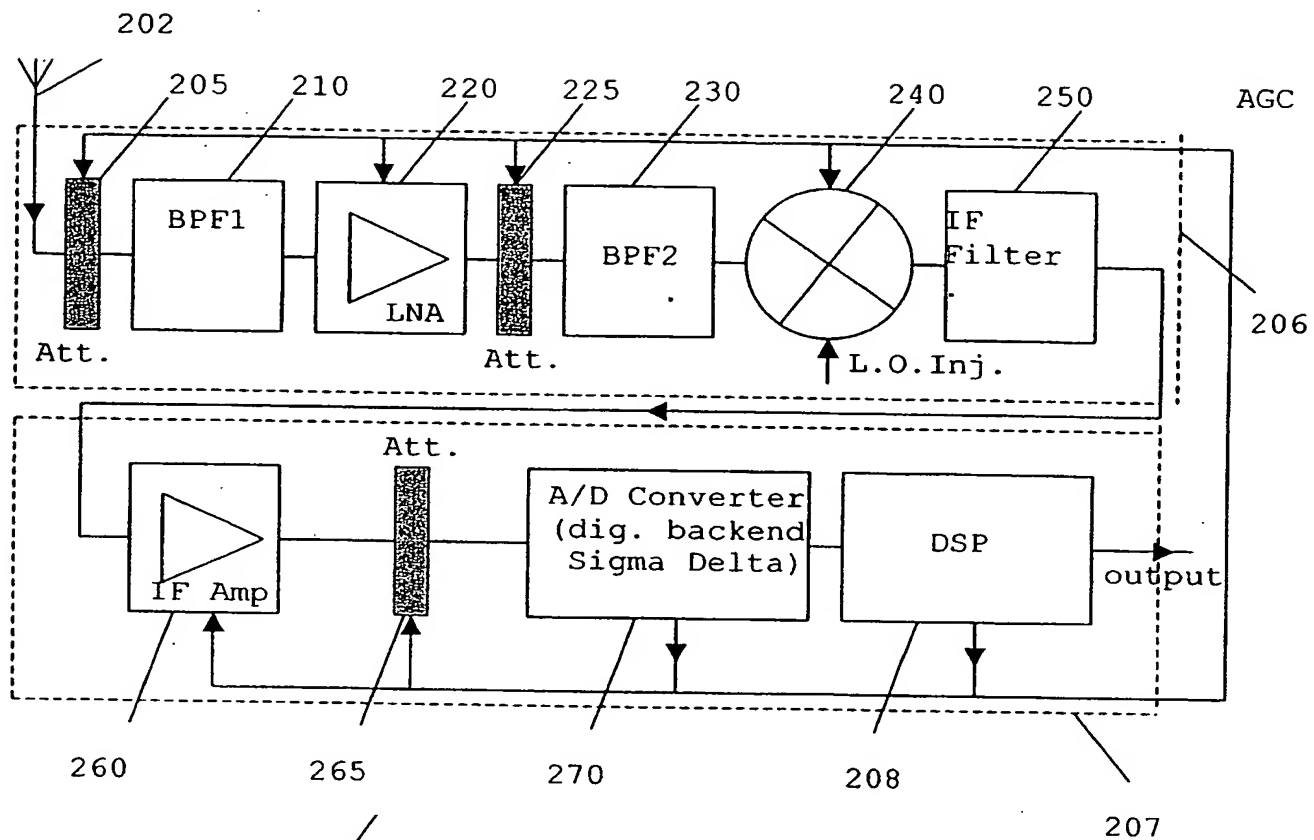 202
205 210 220 225 230 240 250 AGC
BPF1
LNA
BPF2
IF
Filter
Att.
Att.
L.O.Inj.
206
Att.
IF Amp
A/D Converter
(dig. backend
Sigma Delta)
DSP
output
260 265 270 208
207